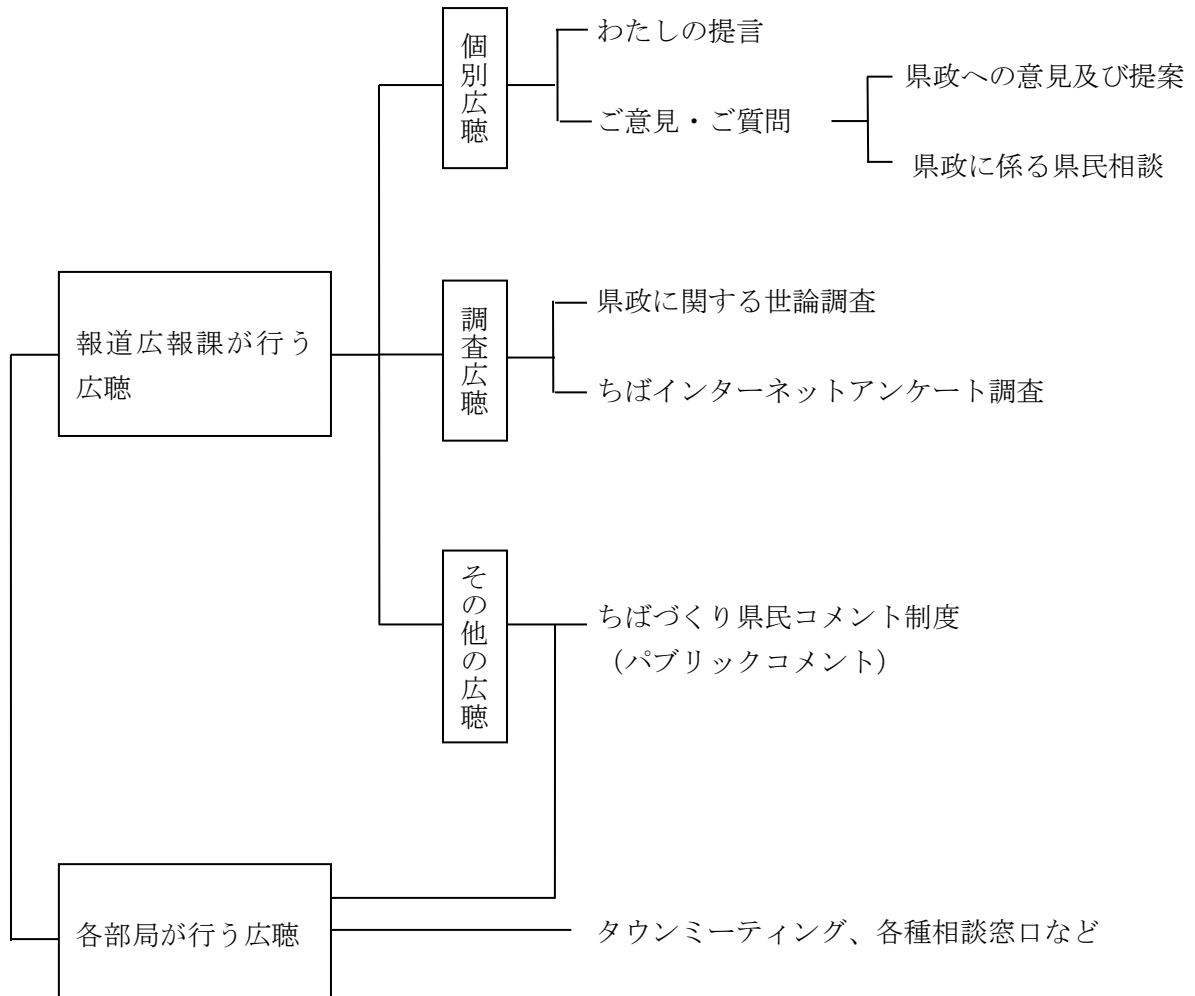 個別広聴
わたしの提言
ご意見・ご質問
県政への意見及び提案
県政に係る県民相談
報道広報課が行う
広聴
調査広聴
県政に関する世論調査
ちばインターネットアンケート調査
その他の広聴
ちばづくり県民コメント制度
（パブリックコメント）
各部局が行う広聴
タウンミーティング、各種相談窓口など